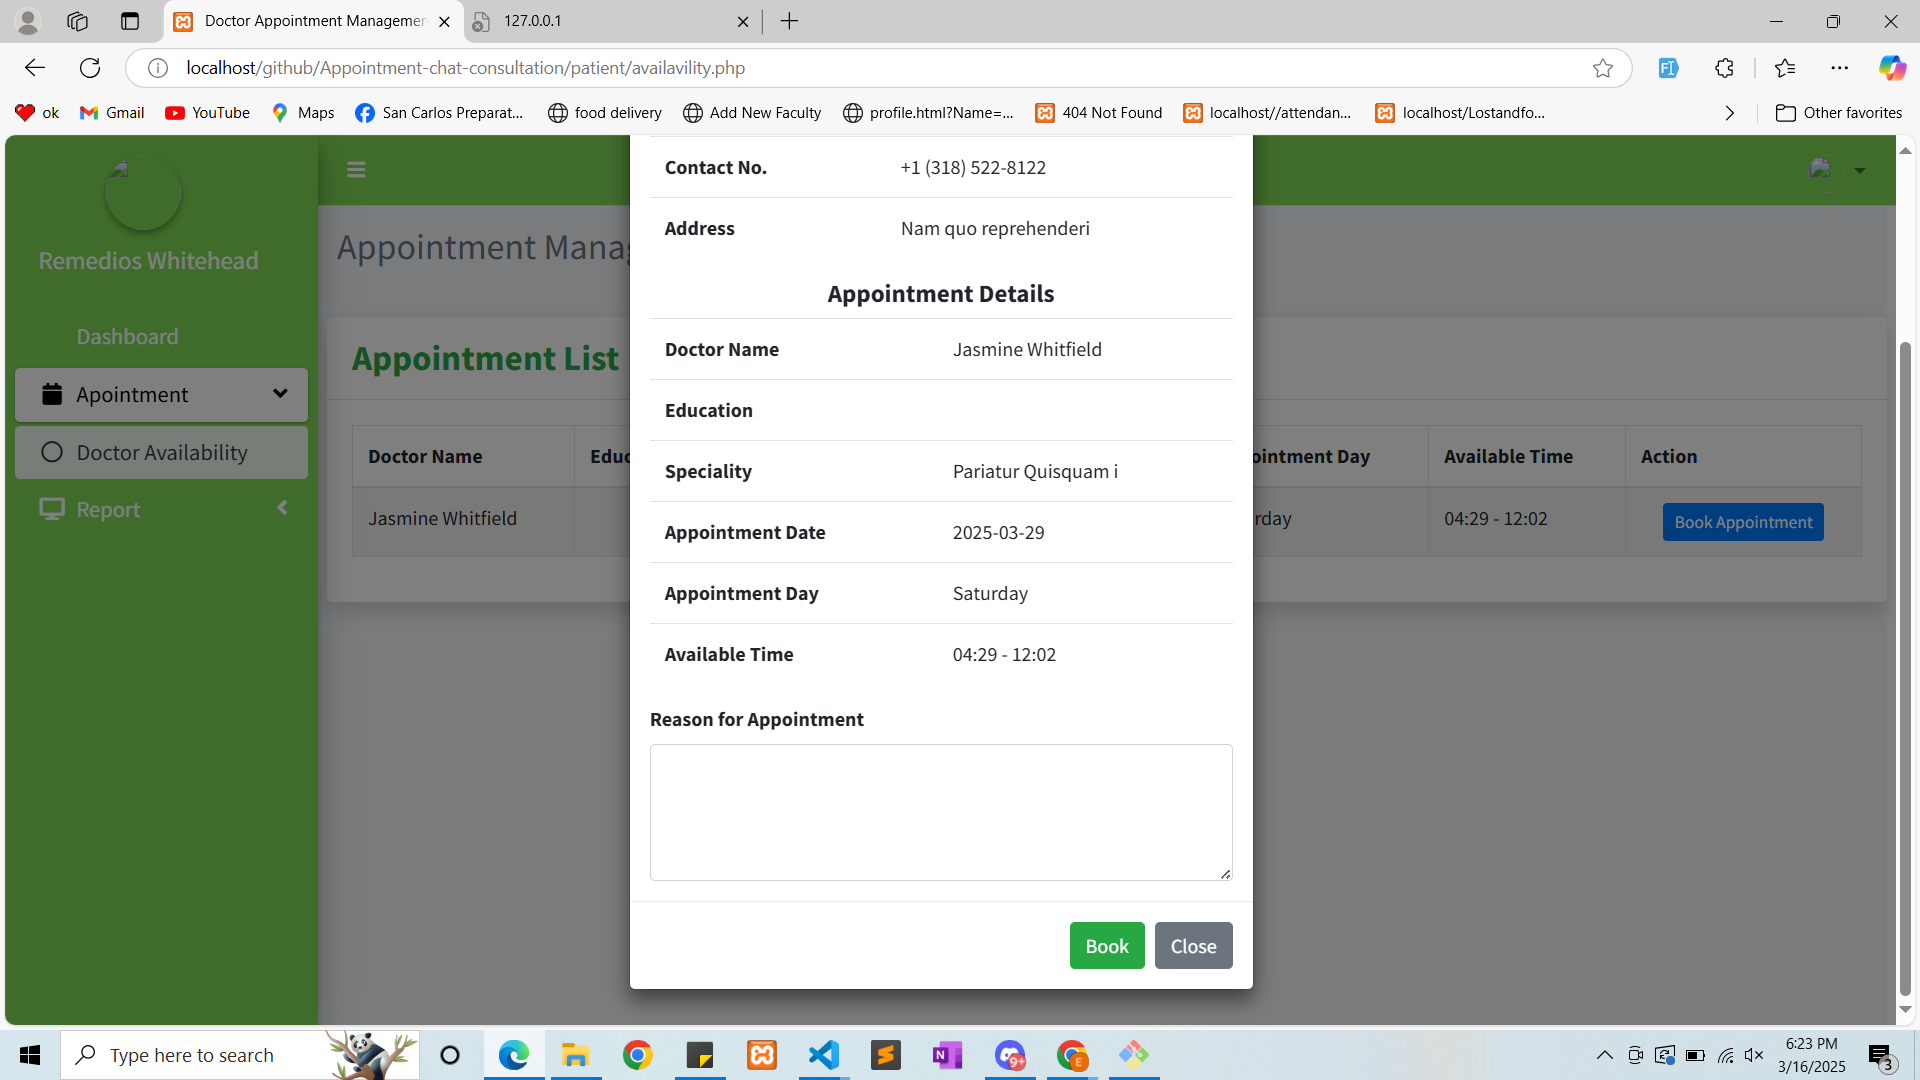 Doctor Appointment Managemen
127.0.0.1
localhost/github/Appointment-chat-consultation/patient/availavility.php
ok
Gmail
YouTube
Maps
San Carlos Preparat...
food delivery
Add New Faculty
profile.html?Name=...
404 Not Found
localhost//attendan...
localhost/Lostandfo...
Other favorites
Remedios Whitehead
Dashboard
Apointment
Doctor Availability
Report
Appointment Manag
Appointment List
Doctor Name
Educ
ointment Day
Available Time
Action
Jasmine Whitfield
rday
04:29 - 12:02
Book Appointment
Contact No.
+1 (318) 522-8122
Address
Nam quo reprehenderi
Appointment Details
Doctor Name
Jasmine Whitfield
Education
Speciality
Pariatur Quisquam i
Appointment Date
2025-03-29
Appointment Day
Saturday
Available Time
04:29 - 12:02
Reason for Appointment
Book
Close
Type here to search
N
9+
E
6:23 PM
3/16/2025
3